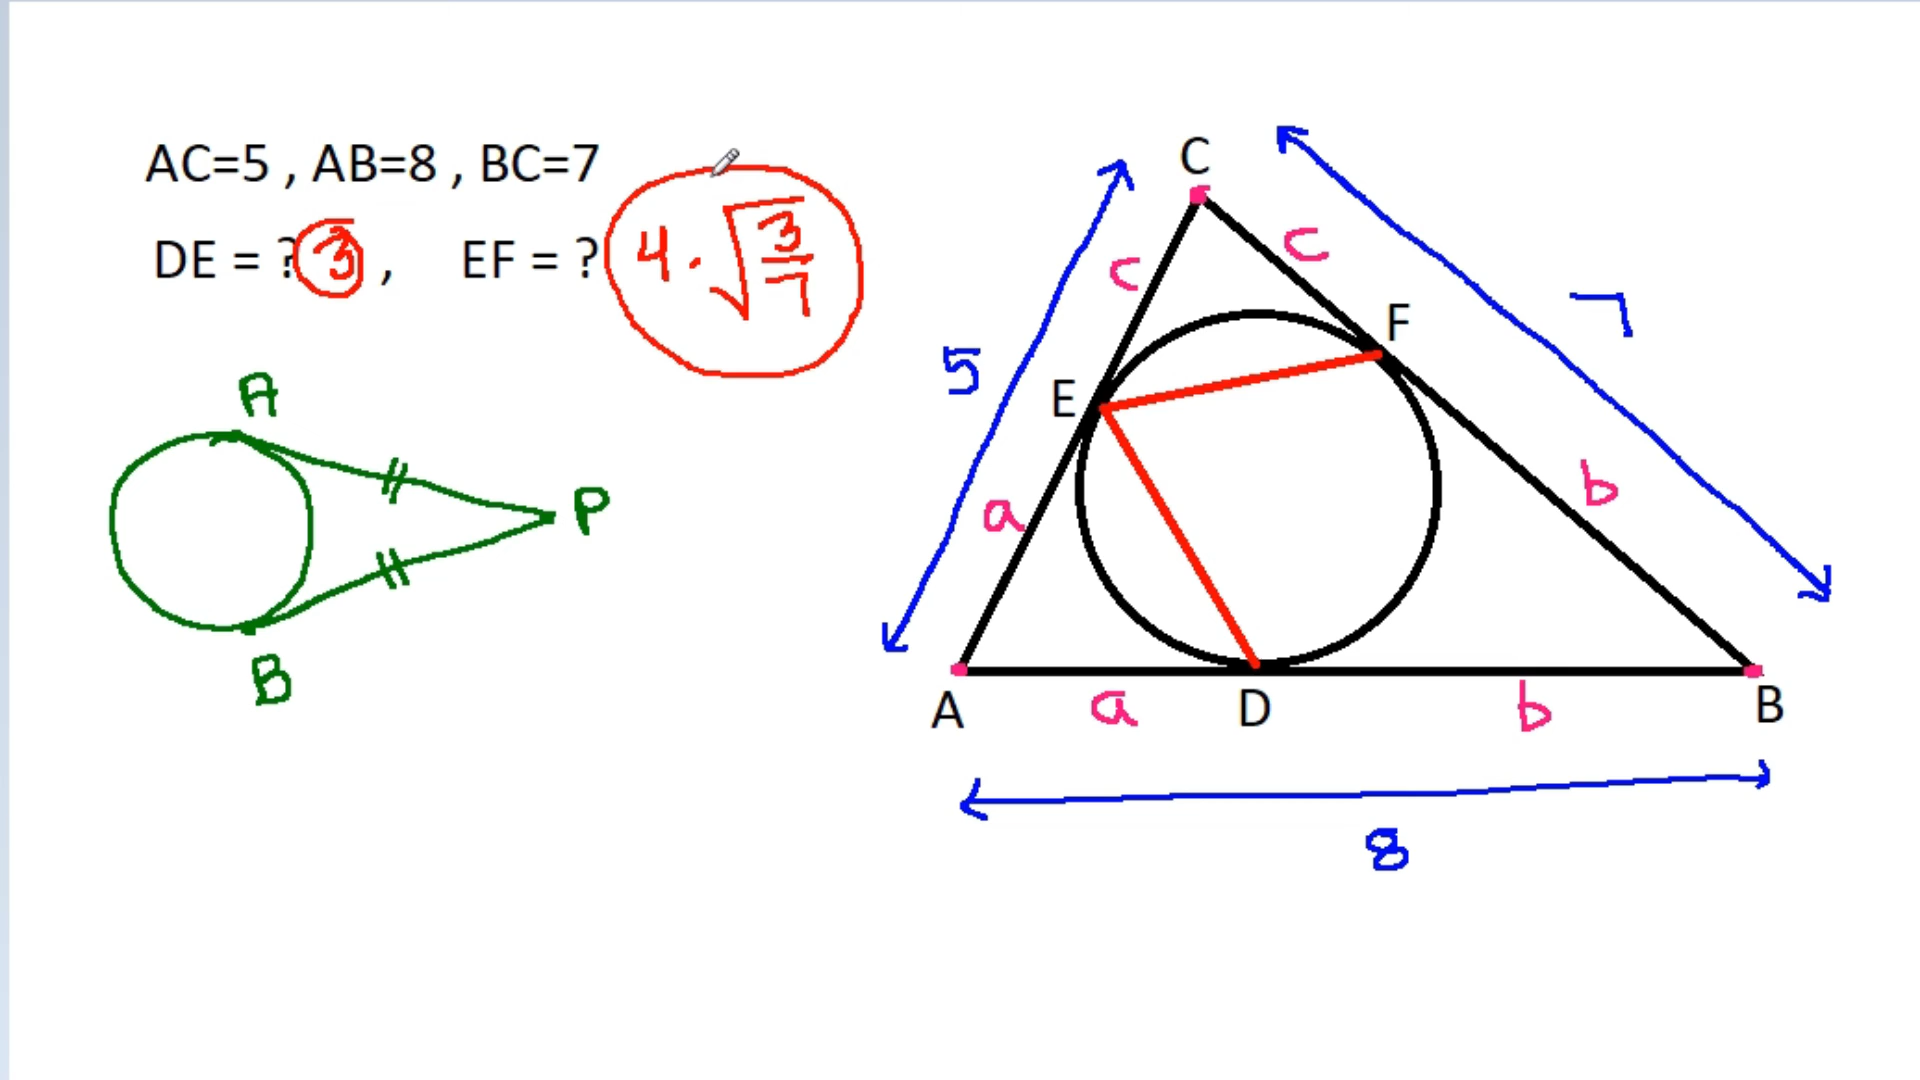 AC=5 , AB=8 , BC=7
DE = ? 3 , EF = ? 4 · √3/7
A
P
B
C
c
c
7
5
F
E
b
a
A
a
D
b
B
8